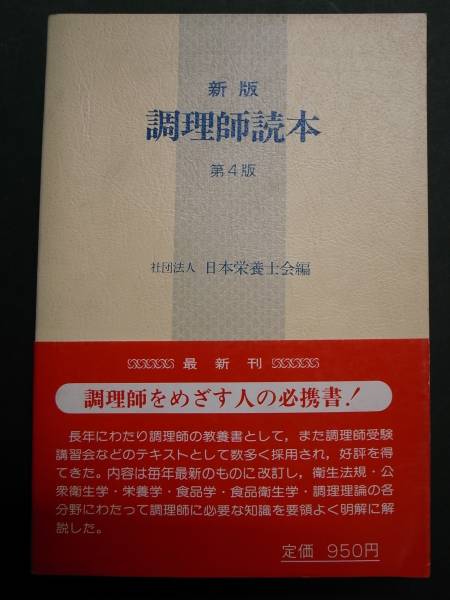 新版
調理師読本
第4版
社団法人 日本栄養士会編
最新刊
調理師をめざす人の必携書!
長年にわたり調理師の教養書として，また調理師受験
講習会などのテキストとして数多く採用され，好評を得
てきた。内容は毎年最新のものに改訂し，衛生法規・公
衆衛生学・栄養学・食品学・食品衛生学・調理理論の各
分野にわたって調理師に必要な知識を要領よく明解に解
説した。
定価 950円